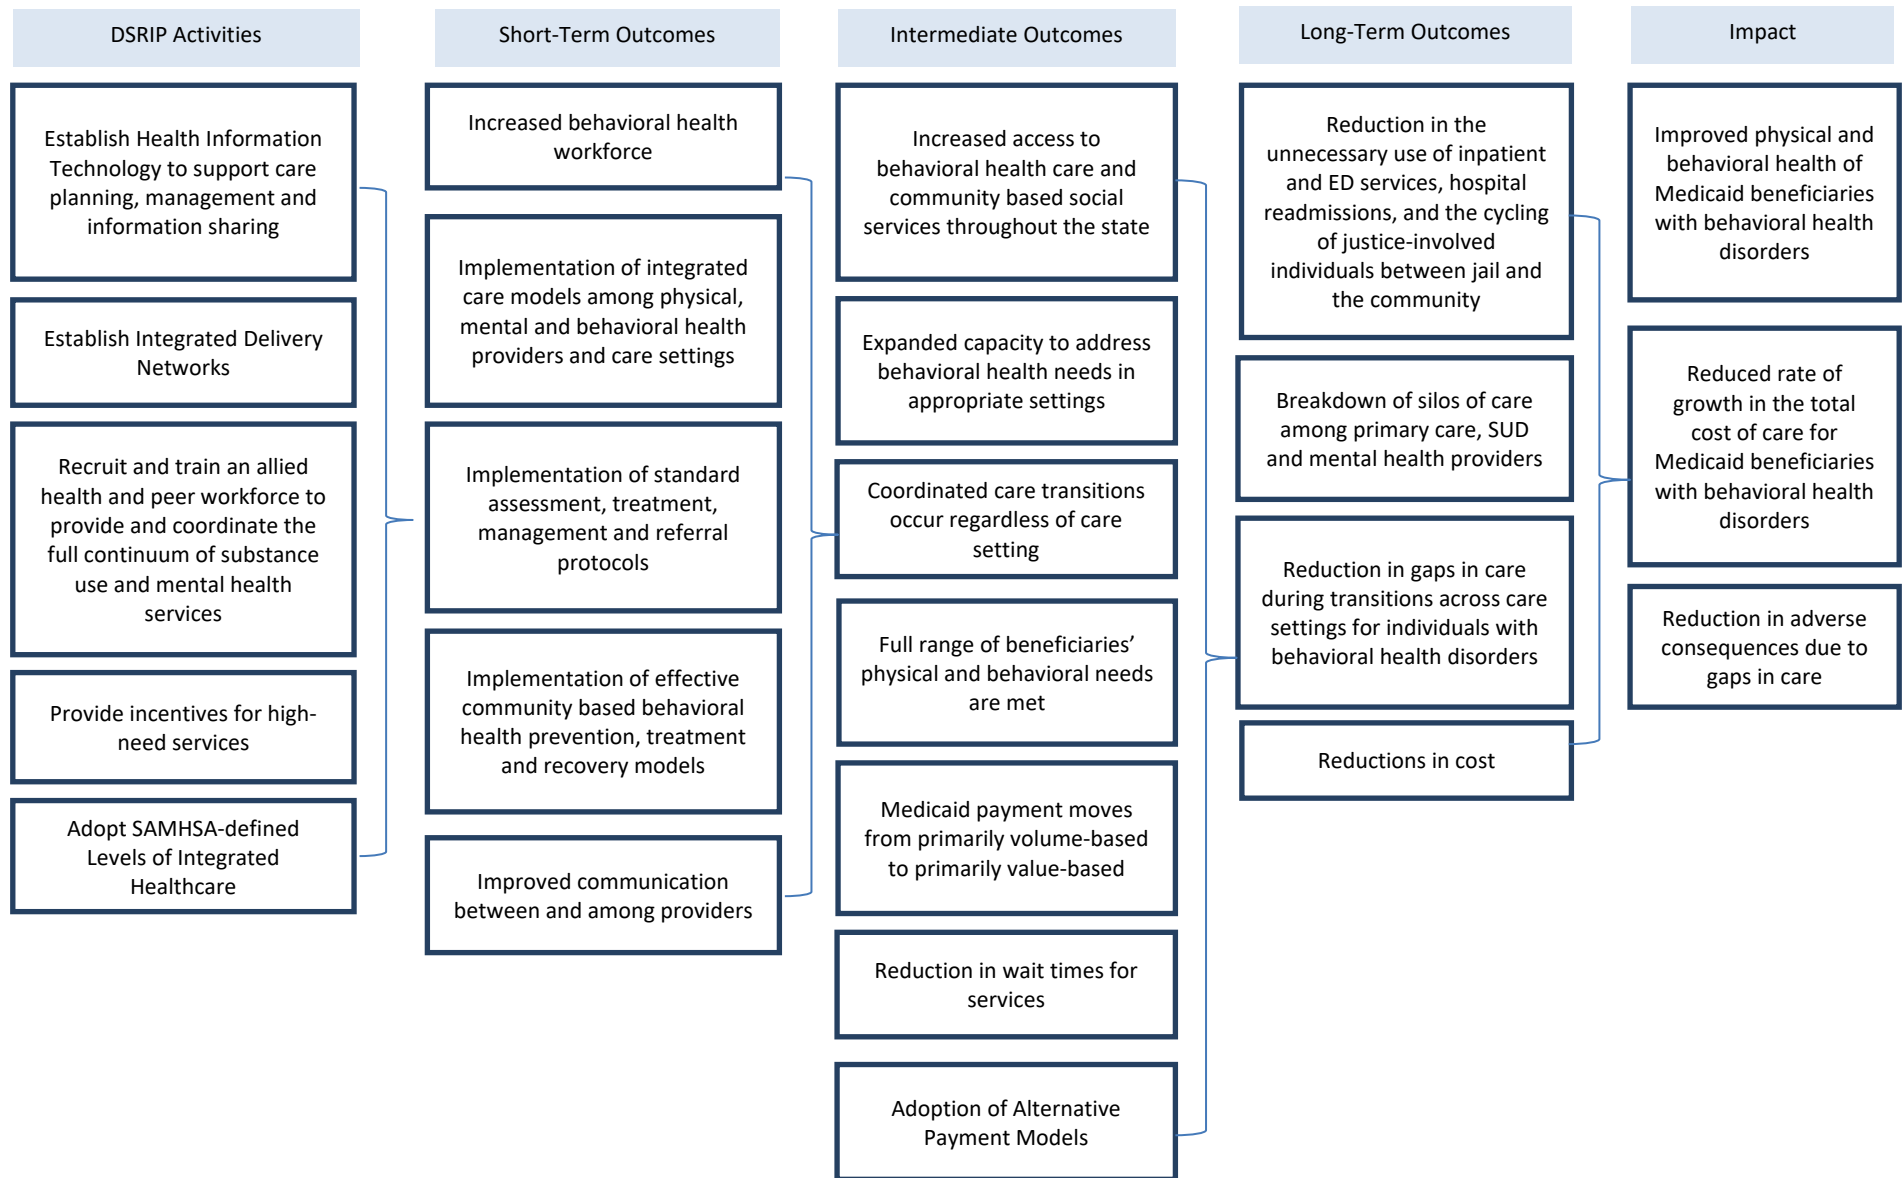 DSRIP Activities
Establish Health Information
Technology to support care
planning, management and
information sharing
Establish Integrated Delivery
Networks
Recruit and train an allied
health and peer workforce to
provide and coordinate the
full continuum of substance
use and mental health
services
Provide incentives for high-
need services
Adopt SAMHSA-defined
Levels of Integrated
Healthcare
Short-Term Outcomes
Increased behavioral health
workforce
Implementation of integrated
care models among physical,
mental and behavioral health
providers and care settings
Implementation of standard
assessment, treatment,
management and referral
protocols
Implementation of effective
community based behavioral
health prevention, treatment
and recovery models
Improved communication
between and among providers
Intermediate Outcomes
Increased access to
behavioral health care and
community based social
services throughout the state
Expanded capacity to address
behavioral health needs in
appropriate settings
Coordinated care transitions
occur regardless of care
setting
Full range of beneficiaries’
physical and behavioral needs
are met
Medicaid payment moves
from primarily volume-based
to primarily value-based
Reduction in wait times for
services
Adoption of Alternative
Payment Models
Long-Term Outcomes
Reduction in the
unnecessary use of inpatient
and ED services, hospital
readmissions, and the cycling
of justice-involved
individuals between jail and
the community
Breakdown of silos of care
among primary care, SUD
and mental health providers
Reduction in gaps in care
during transitions across care
settings for individuals with
behavioral health disorders
Reductions in cost
Impact
Improved physical and
behavioral health of
Medicaid beneficiaries
with behavioral health
disorders
Reduced rate of
growth in the total
cost of care for
Medicaid beneficiaries
with behavioral health
disorders
Reduction in adverse
consequences due to
gaps in care